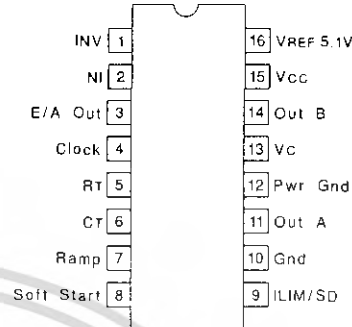 INV 1
NI 2
E/A Out 3
Clock 4
RT 5
CT 6
Ramp 7
Soft Start 8
16 VREF 5.1V
15 VCC
14 Out B
13 VC
12 Pwr Gnd
11 Out A
10 Gnd
9 ILIM/SD